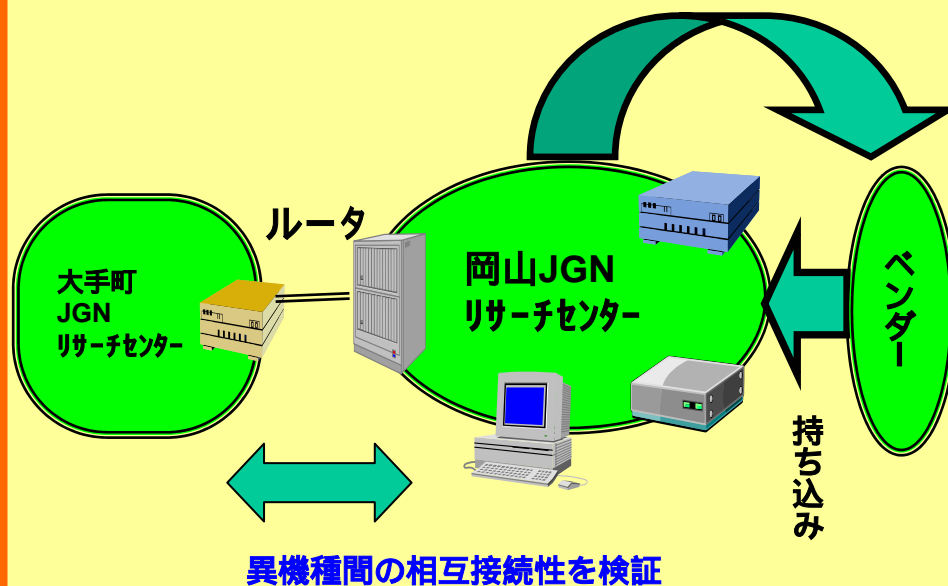 ルータ
大手町
JGN
ﾘｻｰﾁｾﾝﾀｰ
岡山JGN
ﾘｻｰﾁｾﾝﾀｰ
ベンダー
持ち込み
異機種間の相互接続性を検証